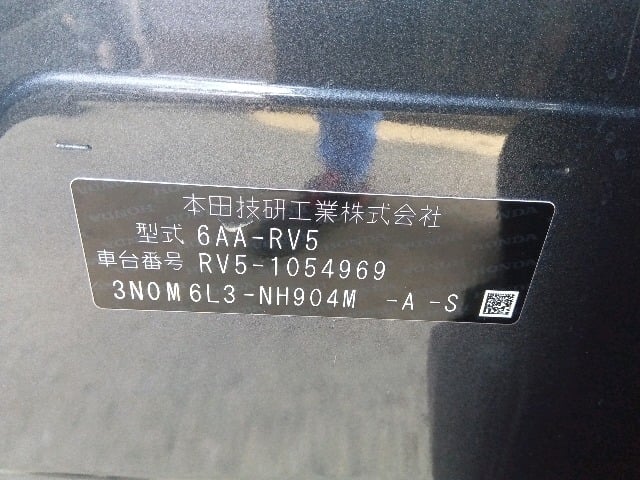 本田技研工業株式会社
型式 6AA-RV5
車台番号 RV5-1054969
3N0M6L3-NH904M -A -S